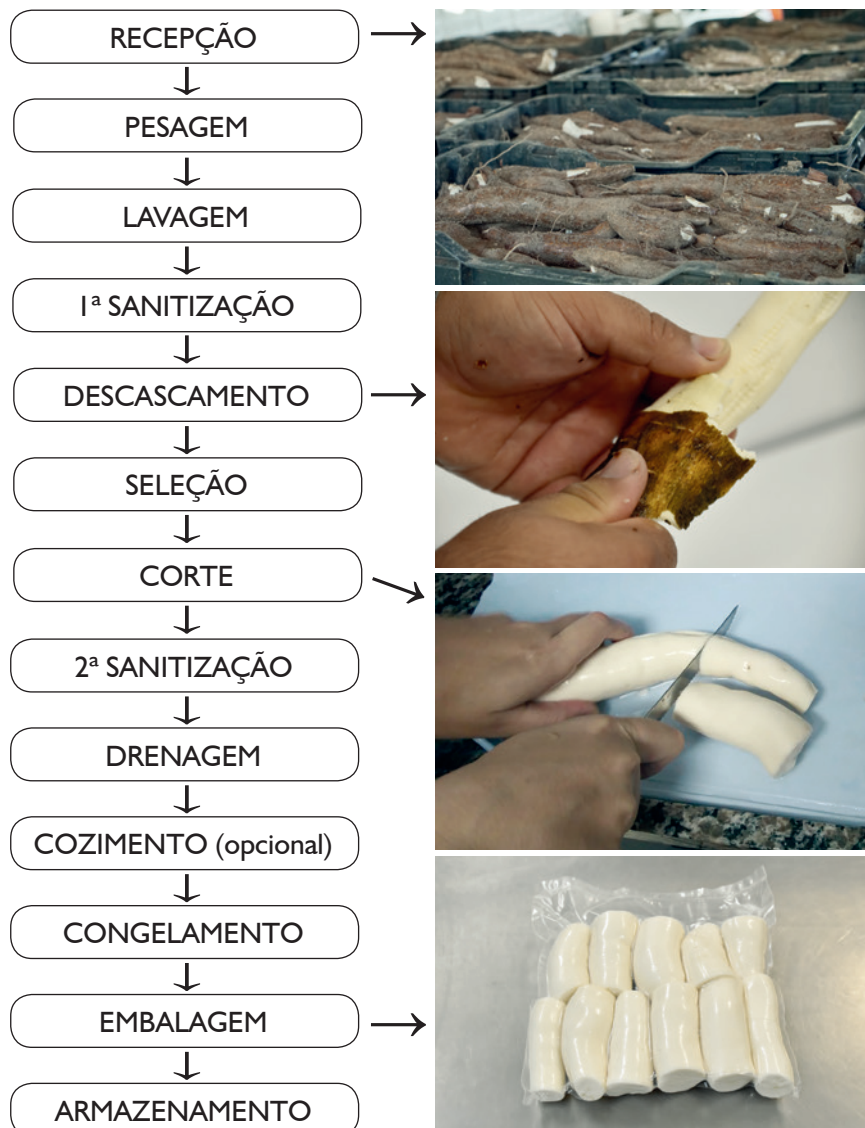 RECEPÇÃO
PESAGEM
LAVAGEM
1ª SANITIZAÇÃO
DESCASCAMENTO
SELEÇÃO
CORTE
2ª SANITIZAÇÃO
DRENAGEM
COZIMENTO (opcional)
CONGELAMENTO
EMBALAGEM
ARMAZENAMENTO